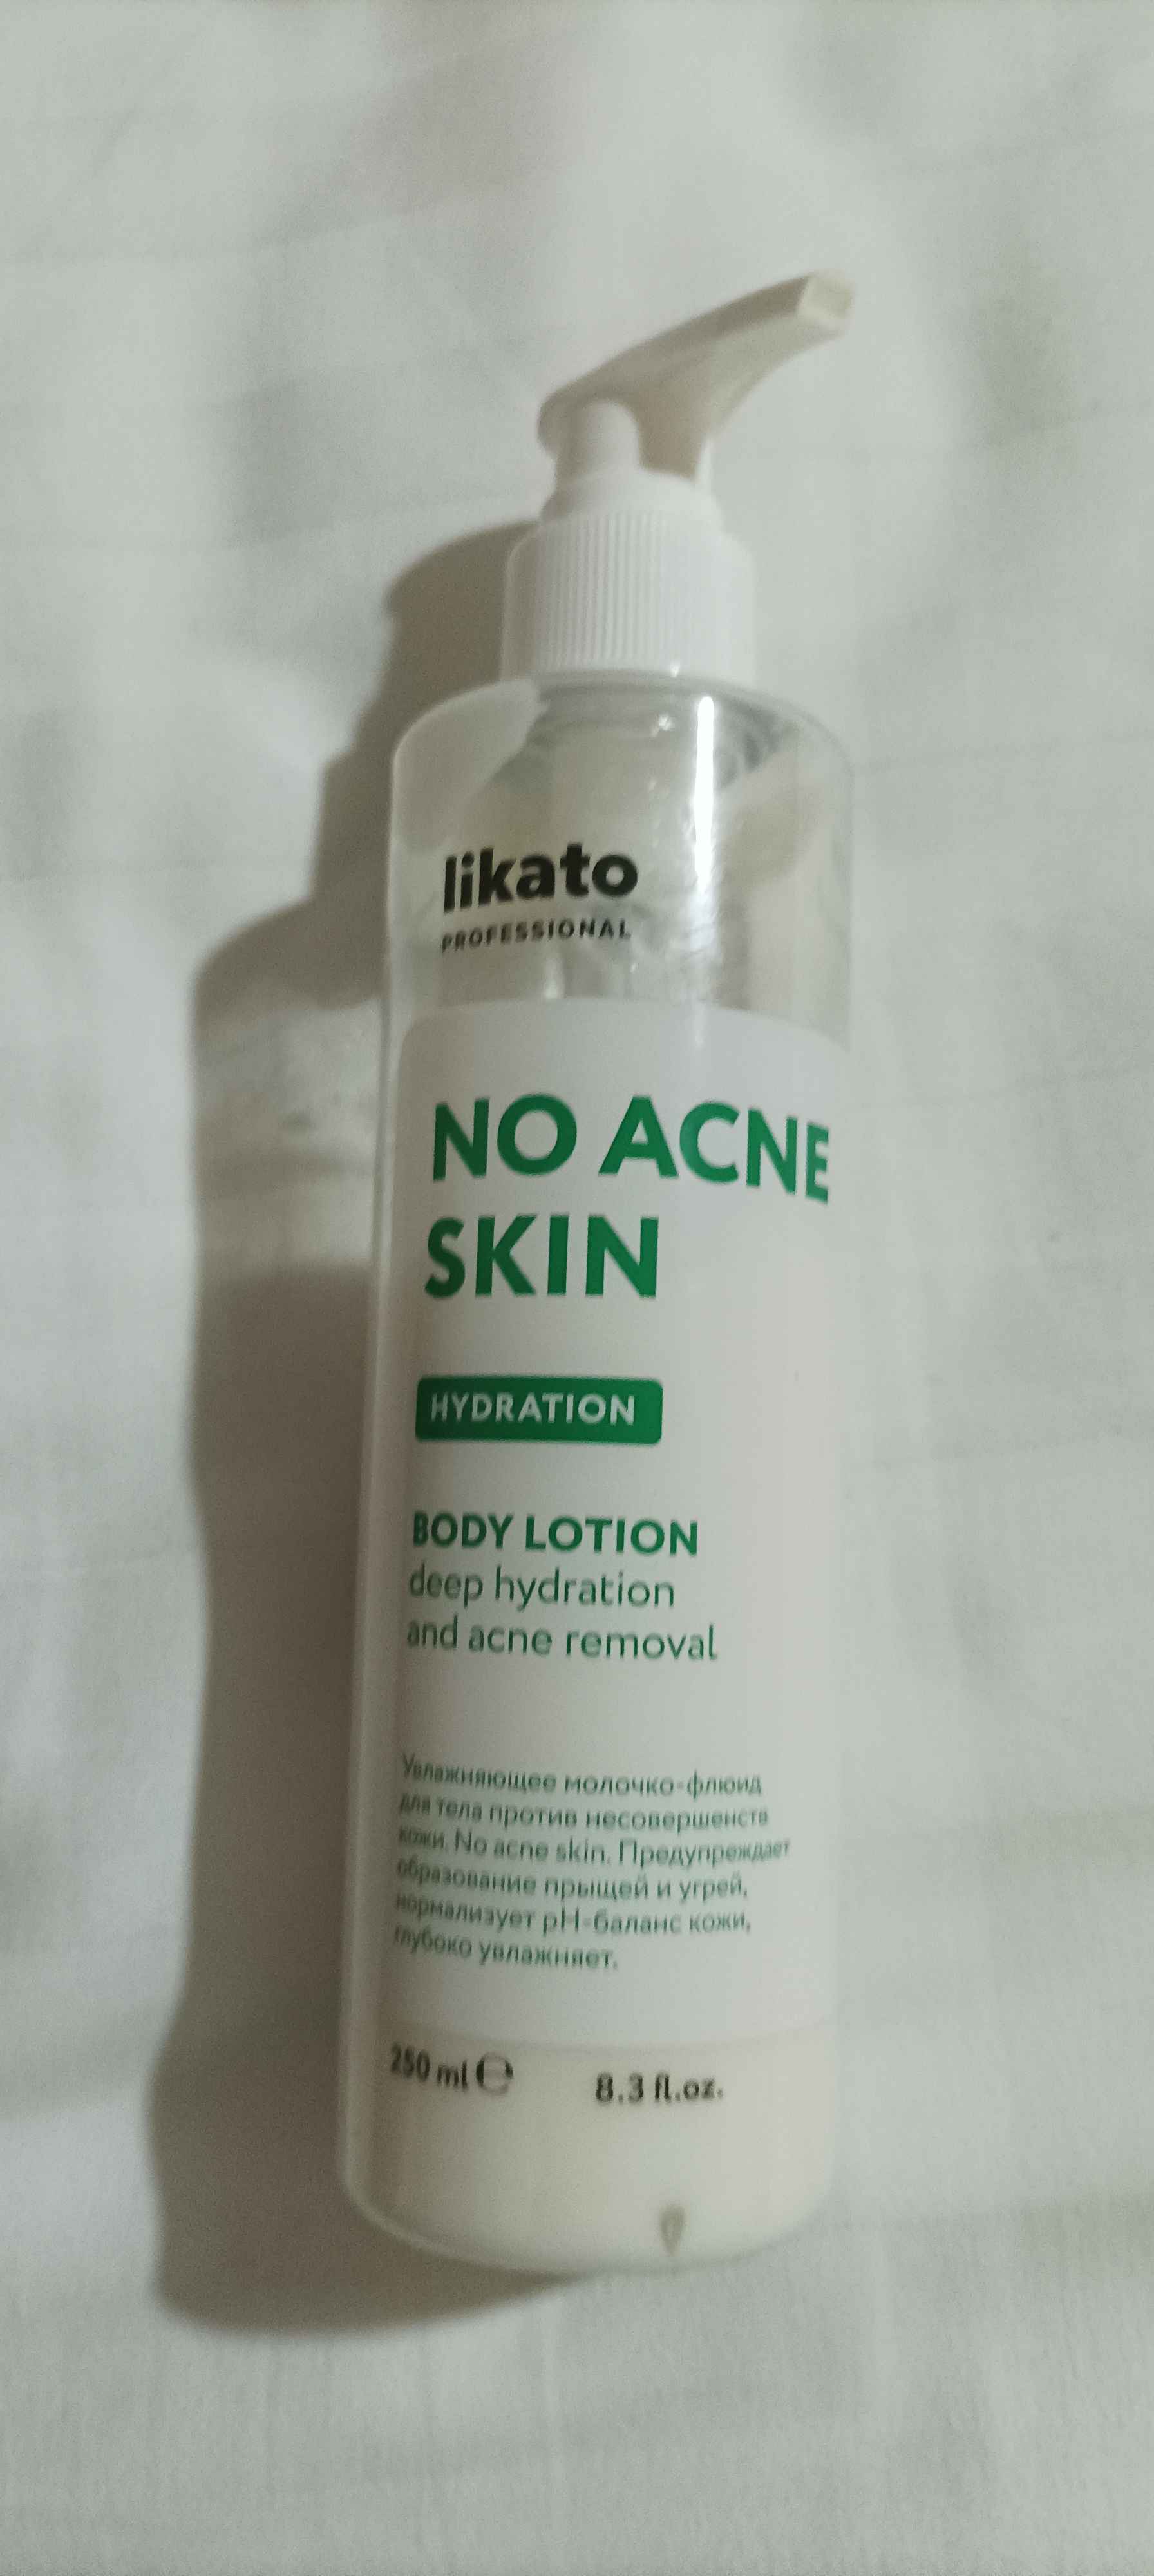 likato
PROFESSIONAL
NO ACNE
SKIN
HYDRATION
BODY LOTION
deep hydration
and acne removal
Увлажняющее молочко-флюид
для тела против несовершенств
кожи. No acne skin. Предупреждает
образование прыщей и угрей,
нормализует pH-баланс кожи,
глубоко увлажняет.
250 ml ℮ 8.3 fl.oz.